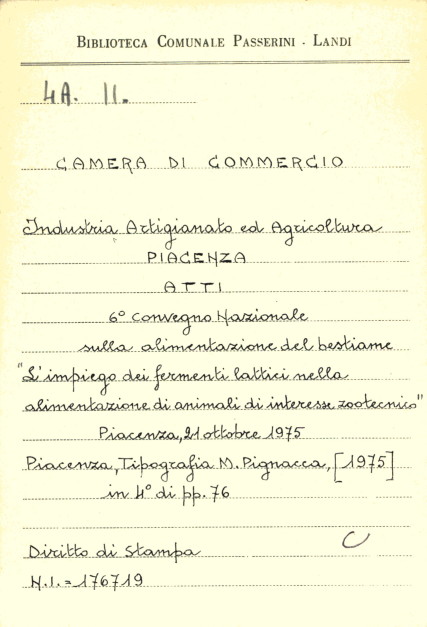 BIBLIOTECA COMUNALE PASSERINI - LANDI
4A. II.
CAMERA DI COMMERCIO
Industria Artigianato ed Agricoltura
PIACENZA
ATTI
6° Convegno Nazionale
sulla alimentazione del bestiame
"L'impiego dei fermenti lattici nella
alimentazione di animali di interesse zootecnico"
Piacenza, 21 ottobre 1975
Piacenza, Tipografia M. Pignacca, [1975]
in 4° di pp. 76
C
Diritto di Stampa
N.I. = 176719